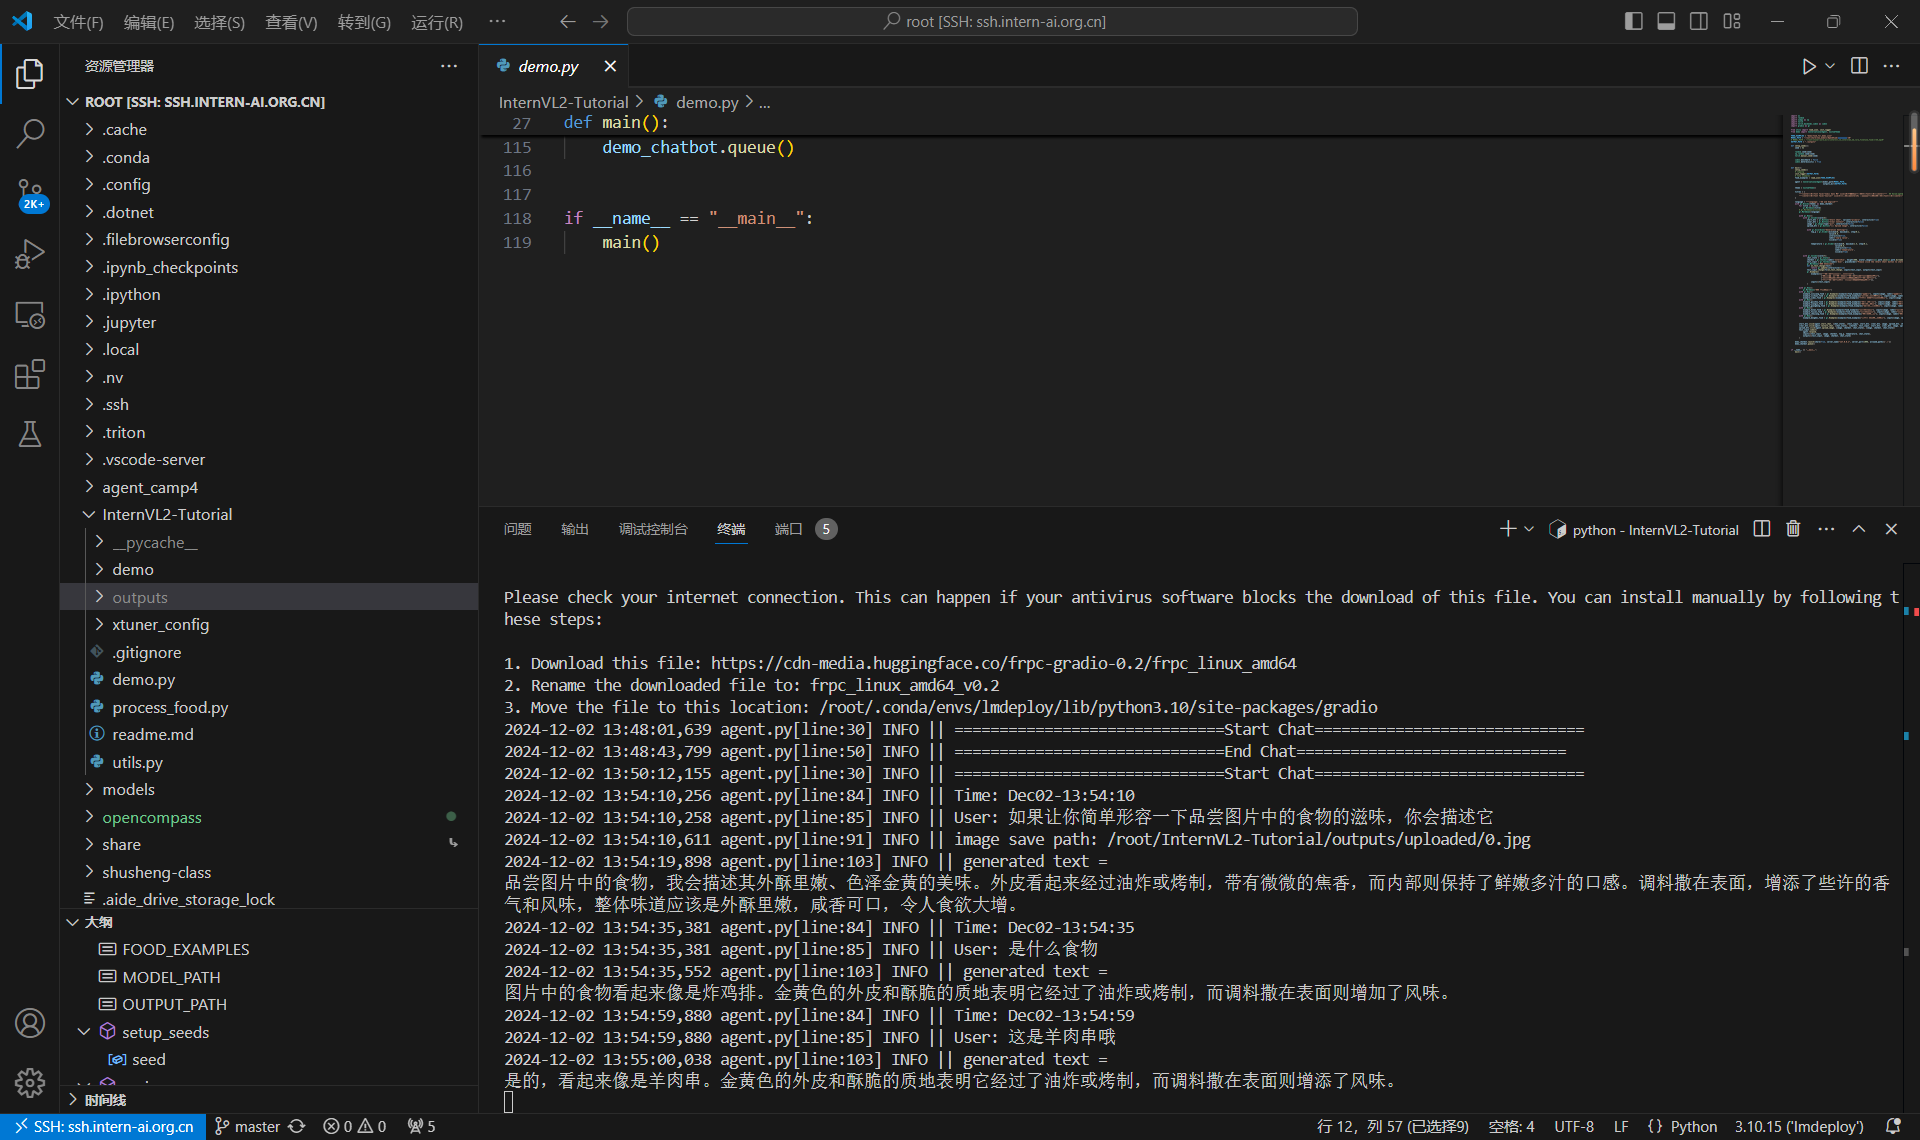 文件(F) 编辑(E) 选择(S) 查看(V) 转到(G) 运行(R) ··· root [SSH: ssh.intern-ai.org.cn]
资源管理器
ROOT [SSH: SSH.INTERN-AI.ORG.CN]
.cache
.conda
.config
2K+
.dotnet
.filebrowserconfig
.ipynb_checkpoints
.ipython
.jupyter
.local
.nv
.ssh
.triton
.vscode-server
agent_camp4
InternVL2-Tutorial
__pycache__
demo
outputs
xtuner_config
.gitignore
demo.py
process_food.py
readme.md
utils.py
models
opencompass
share
shusheng-class
.aide_drive_storage_lock
大纲
FOOD_EXAMPLES
MODEL_PATH
OUTPUT_PATH
setup_seeds
seed
时间线
demo.py
InternVL2-Tutorial > demo.py > ...
27 def main():
115 demo_chatbot.queue()
116
117
118 if __name__ == "__main__":
119 main()
问题 输出 调试控制台 终端 端口 5 python - InternVL2-Tutorial
Please check your internet connection. This can happen if your antivirus software blocks the download of this file. You can install manually by following t
hese steps:
1. Download this file: https://cdn-media.huggingface.co/frpc-gradio-0.2/frpc_linux_amd64
2. Rename the downloaded file to: frpc_linux_amd64_v0.2
3. Move the file to this location: /root/.conda/envs/lmdeploy/lib/python3.10/site-packages/gradio
2024-12-02 13:48:01,639 agent.py[line:30] INFO || ==============================Start Chat==============================
2024-12-02 13:48:43,799 agent.py[line:50] INFO || ==============================End Chat==============================
2024-12-02 13:50:12,155 agent.py[line:30] INFO || ==============================Start Chat==============================
2024-12-02 13:54:10,256 agent.py[line:84] INFO || Time: Dec02-13:54:10
2024-12-02 13:54:10,258 agent.py[line:85] INFO || User: 如果让你简单形容一下品尝图片中的食物的滋味，你会描述它
2024-12-02 13:54:10,611 agent.py[line:91] INFO || image save path: /root/InternVL2-Tutorial/outputs/uploaded/0.jpg
2024-12-02 13:54:19,898 agent.py[line:103] INFO || generated text =
品尝图片中的食物，我会描述其外酥里嫩、色泽金黄的美味。外皮看起来经过油炸或烤制，带有微微的焦香，而内部则保持了鲜嫩多汁的口感。调料撒在表面，增添了些许的香
气和风味，整体味道应该是外酥里嫩，咸香可口，令人食欲大增。
2024-12-02 13:54:35,381 agent.py[line:84] INFO || Time: Dec02-13:54:35
2024-12-02 13:54:35,381 agent.py[line:85] INFO || User: 是什么食物
2024-12-02 13:54:35,552 agent.py[line:103] INFO || generated text =
图片中的食物看起来像是炸鸡排。金黄色的外皮和酥脆的质地表明它经过了油炸或烤制，而调料撒在表面则增加了风味。
2024-12-02 13:54:59,880 agent.py[line:84] INFO || Time: Dec02-13:54:59
2024-12-02 13:54:59,880 agent.py[line:85] INFO || User: 这是羊肉串哦
2024-12-02 13:55:00,038 agent.py[line:103] INFO || generated text =
是的，看起来像是羊肉串。金黄色的外皮和酥脆的质地表明它经过了油炸或烤制，而调料撒在表面则增添了风味。
SSH: ssh.intern-ai.org.cn master 0 0 5 行 12，列 57 (已选择9) 空格: 4 UTF-8 LF {} Python 3.10.15 ('lmdeploy')